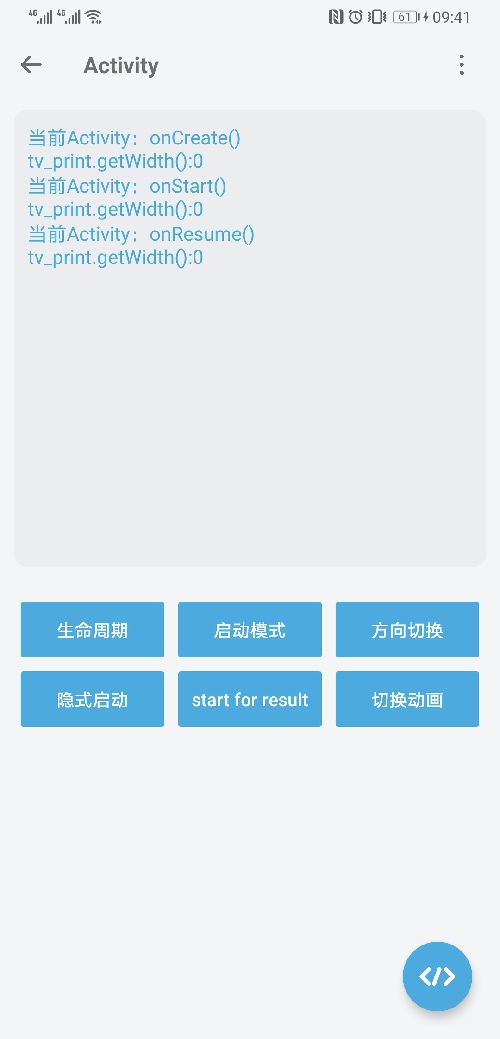 4G 4G 61 09:41
Activity
当前Activity：onCreate()
tv_print.getWidth():0
当前Activity：onStart()
tv_print.getWidth():0
当前Activity：onResume()
tv_print.getWidth():0
生命周期 启动模式 方向切换
隐式启动 start for result 切换动画